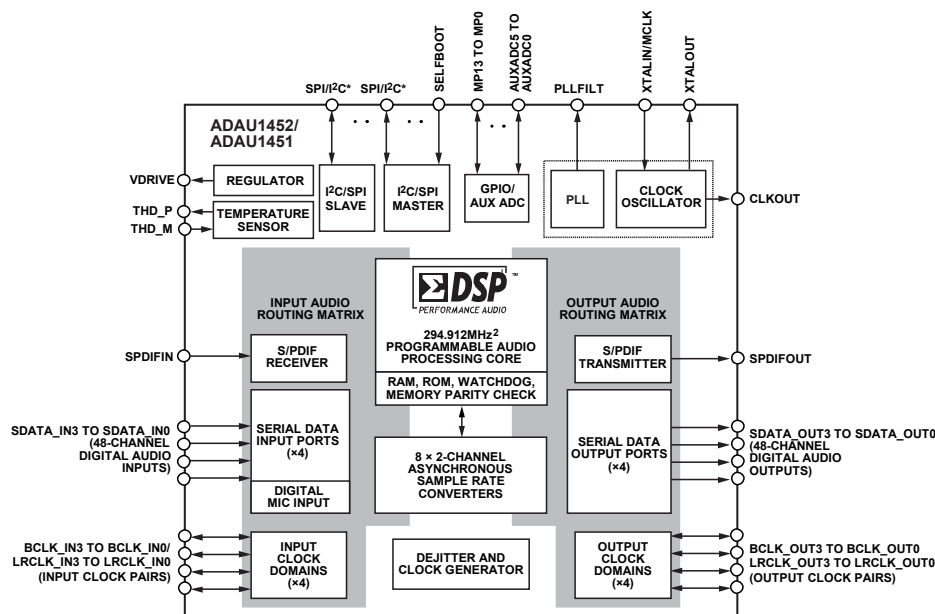 SPI/I2C*
SPI/I2C*
SELFBOOT
MP13 TO MP0
AUXADC5 TO
AUXADC0
PLLFILT
XTALIN/MCLK
XTALOUT
ADAU1452/
ADAU1451
VDRIVE
REGULATOR
THD_P
THD_M
TEMPERATURE
SENSOR
I2C/SPI
SLAVE
I2C/SPI
MASTER
GPIO/
AUX ADC
PLL
CLOCK
OSCILLATOR
CLKOUT
INPUT AUDIO
ROUTING MATRIX
ΣDSP™
PERFORMANCE AUDIO
294.912MHz2
PROGRAMMABLE AUDIO
PROCESSING CORE
RAM, ROM, WATCHDOG,
MEMORY PARITY CHECK
OUTPUT AUDIO
ROUTING MATRIX
SPDIFIN
S/PDIF
RECEIVER
S/PDIF
TRANSMITTER
SPDIFOUT
SDATA_IN3 TO SDATA_IN0
(48-CHANNEL
DIGITAL AUDIO
INPUTS)
SERIAL DATA
INPUT PORTS
(×4)
DIGITAL
MIC INPUT
8 × 2-CHANNEL
ASYNCHRONOUS
SAMPLE RATE
CONVERTERS
SERIAL DATA
OUTPUT PORTS
(×4)
SDATA_OUT3 TO SDATA_OUT0
(48-CHANNEL
DIGITAL AUDIO
OUTPUTS)
BCLK_IN3 TO BCLK_IN0/
LRCLK_IN3 TO LRCLK_IN0
(INPUT CLOCK PAIRS)
INPUT
CLOCK
DOMAINS
(×4)
DEJITTER AND
CLOCK GENERATOR
OUTPUT
CLOCK
DOMAINS
(×4)
BCLK_OUT3 TO BCLK_OUT0
LRCLK_OUT3 TO LRCLK_OUT0
(OUTPUT CLOCK PAIRS)